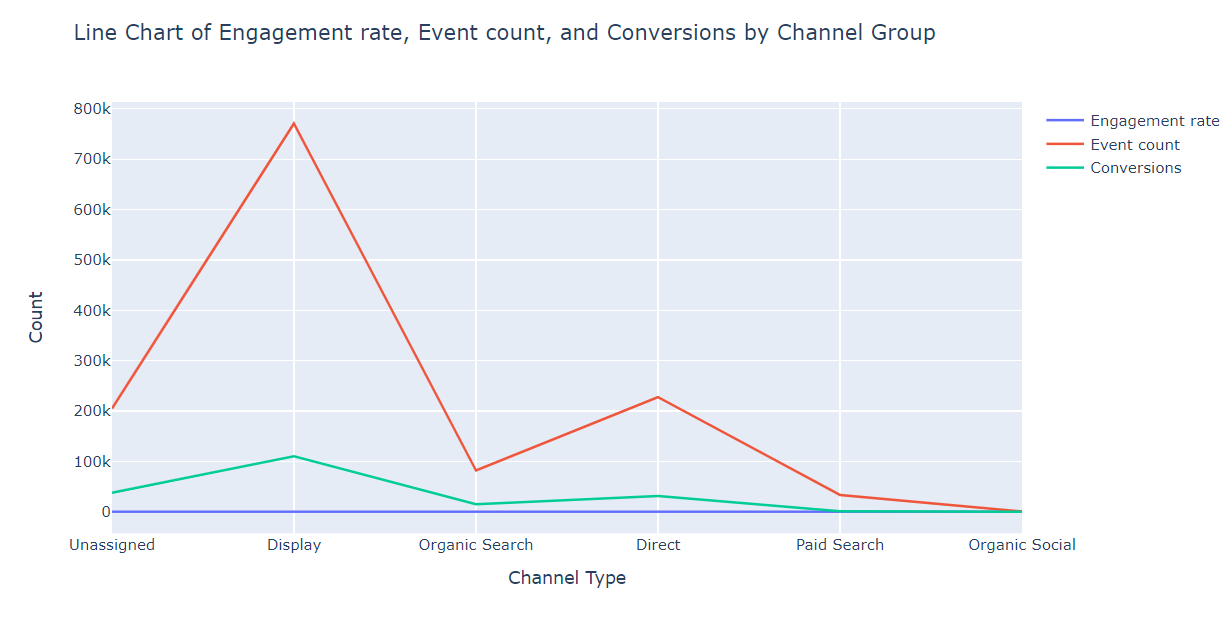 Line Chart of Engagement rate, Event count, and Conversions by Channel Group
Engagement rate
Event count
Conversions
800k
700k
600k
500k
400k
300k
200k
100k
0
Count
Unassigned
Display
Organic Search
Direct
Paid Search
Organic Social
Channel Type